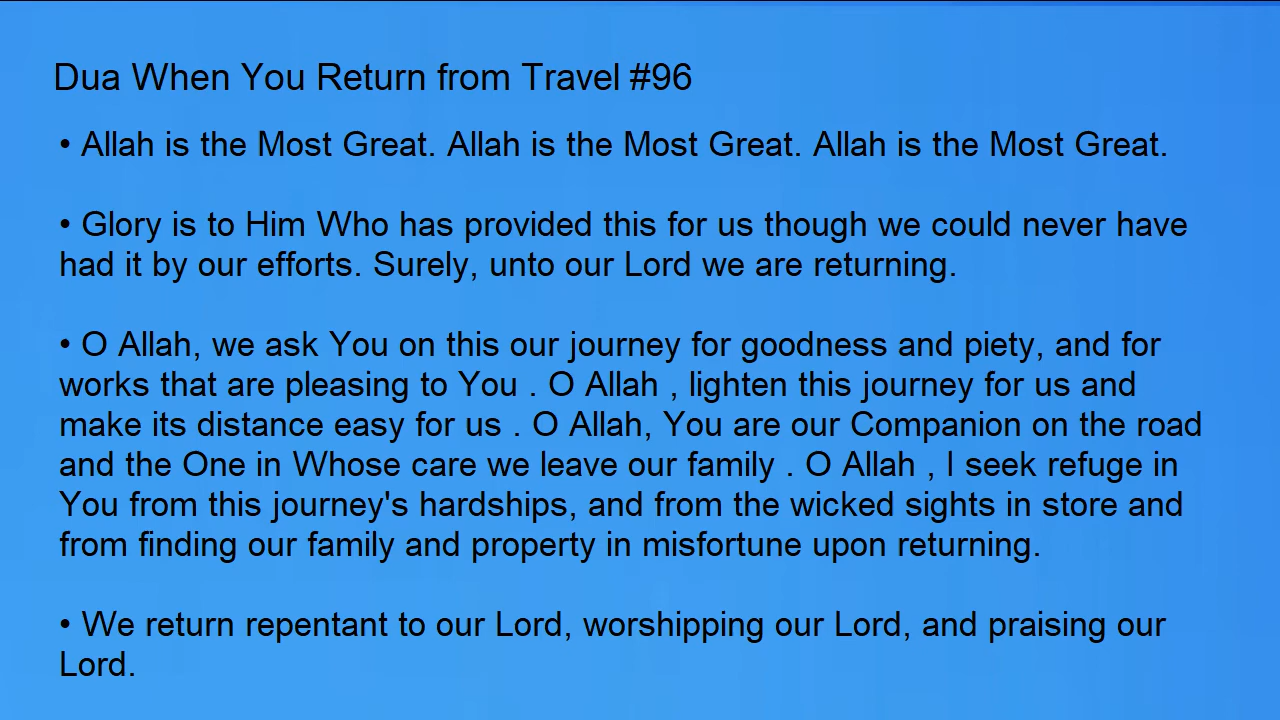 Dua When You Return from Travel #96
• Allah is the Most Great. Allah is the Most Great. Allah is the Most Great.
• Glory is to Him Who has provided this for us though we could never have
had it by our efforts. Surely, unto our Lord we are returning.
• O Allah, we ask You on this our journey for goodness and piety, and for
works that are pleasing to You . O Allah , lighten this journey for us and
make its distance easy for us . O Allah, You are our Companion on the road
and the One in Whose care we leave our family . O Allah , I seek refuge in
You from this journey's hardships, and from the wicked sights in store and
from finding our family and property in misfortune upon returning.
• We return repentant to our Lord, worshipping our Lord, and praising our
Lord.